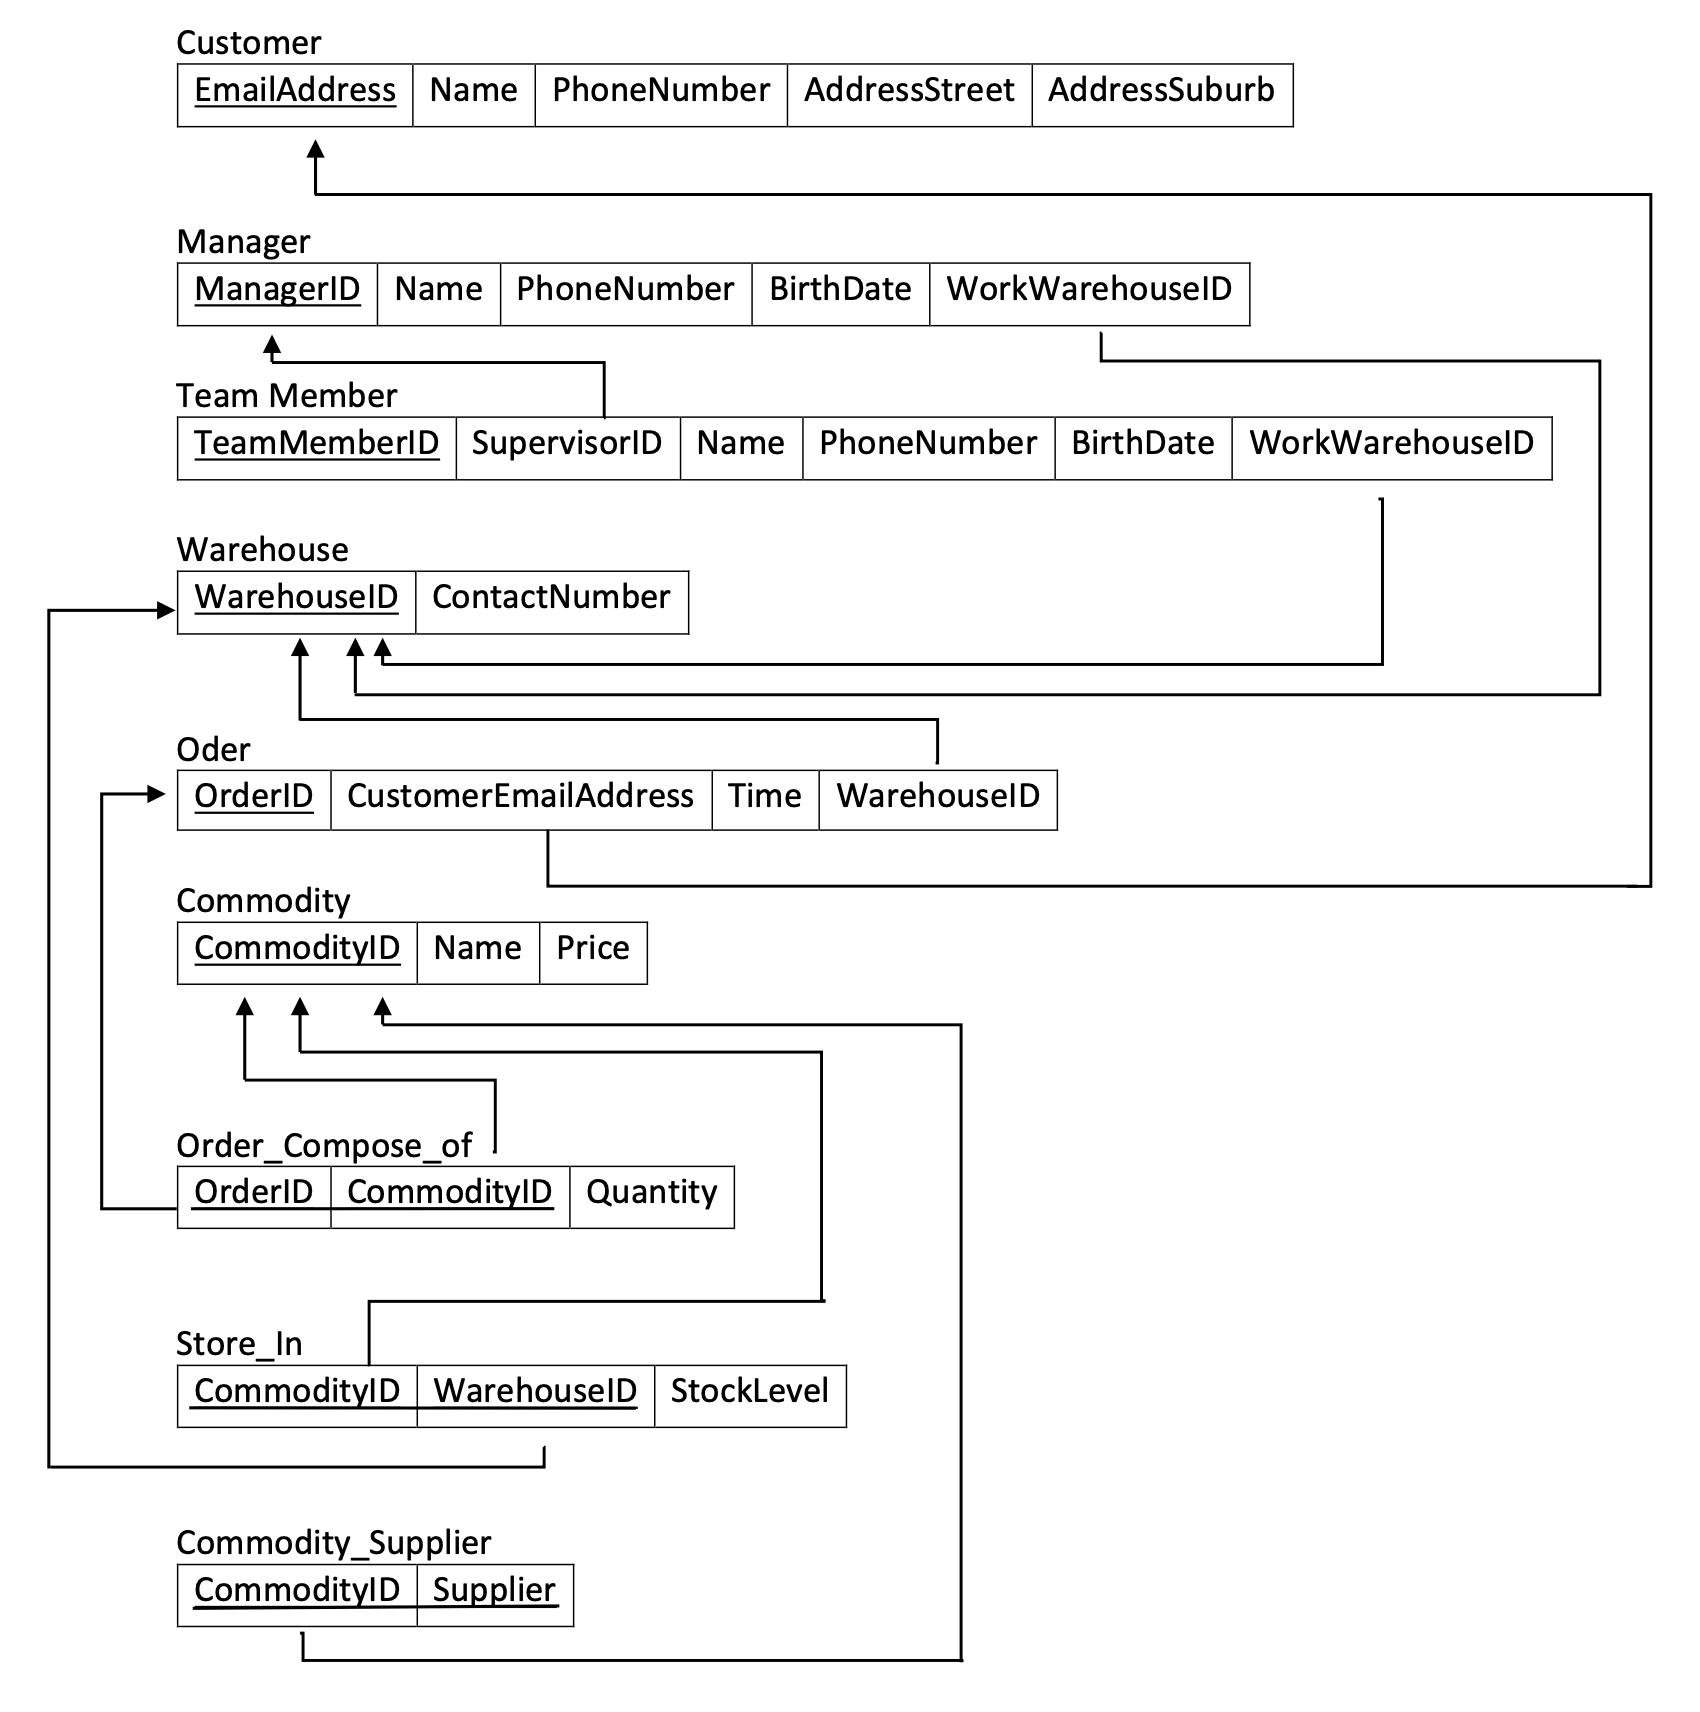 Customer
EmailAddress Name PhoneNumber AddressStreet AddressSuburb
Manager
ManagerID Name PhoneNumber BirthDate WorkWarehouseID
Team Member
TeamMemberID SupervisorID Name PhoneNumber BirthDate WorkWarehouseID
Warehouse
WarehouseID ContactNumber
Oder
OrderID CustomerEmailAddress Time WarehouseID
Commodity
CommodityID Name Price
Order_Compose_of
OrderID CommodityID Quantity
Store_In
CommodityID WarehouseID StockLevel
Commodity_Supplier
CommodityID Supplier